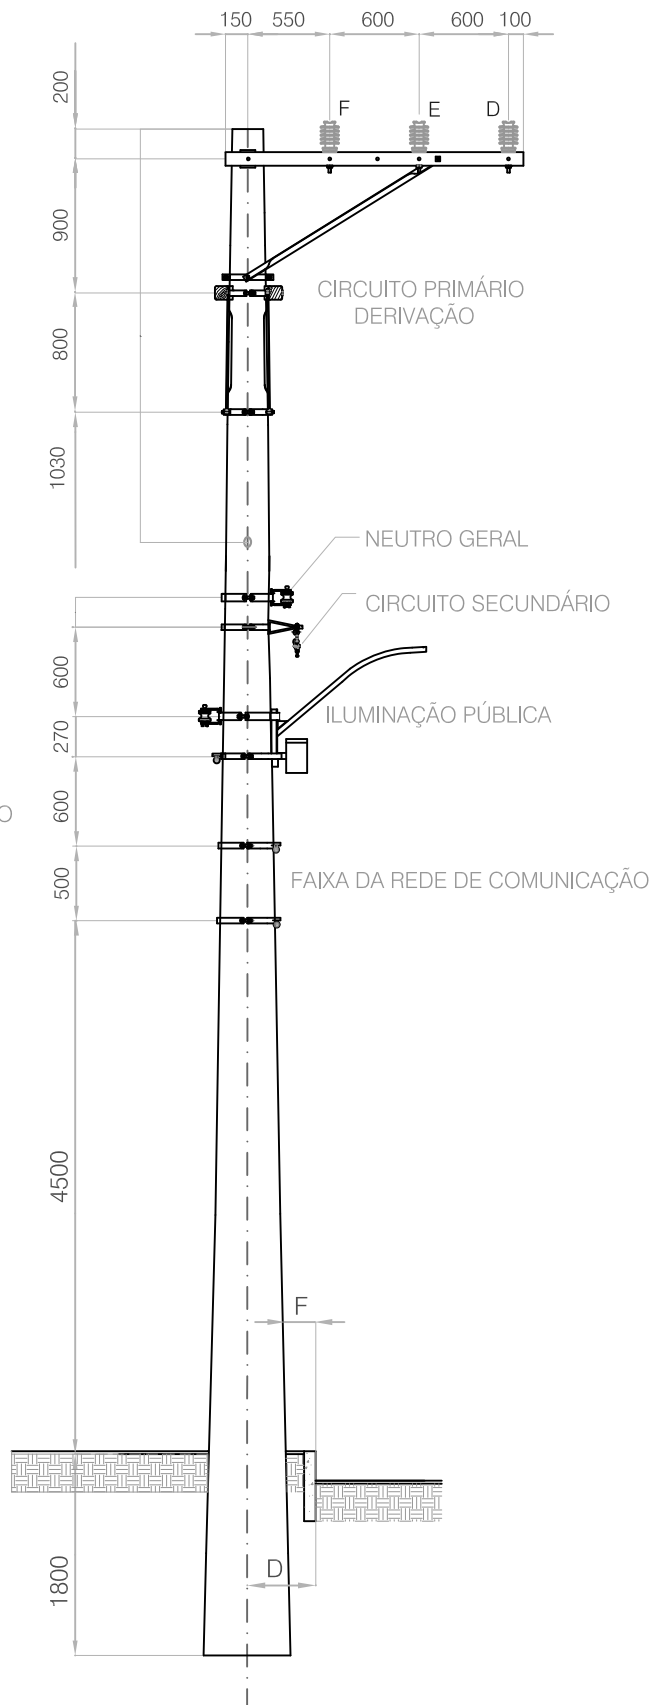 150 550 600 600 100
200
F E D
900
CIRCUITO PRIMÁRIO
DERIVAÇÃO
800
1030
NEUTRO GERAL
CIRCUITO SECUNDÁRIO
600
ILUMINAÇÃO PÚBLICA
270
600
O
500
FAIXA DA REDE DE COMUNICAÇÃO
4500
F
1800
D